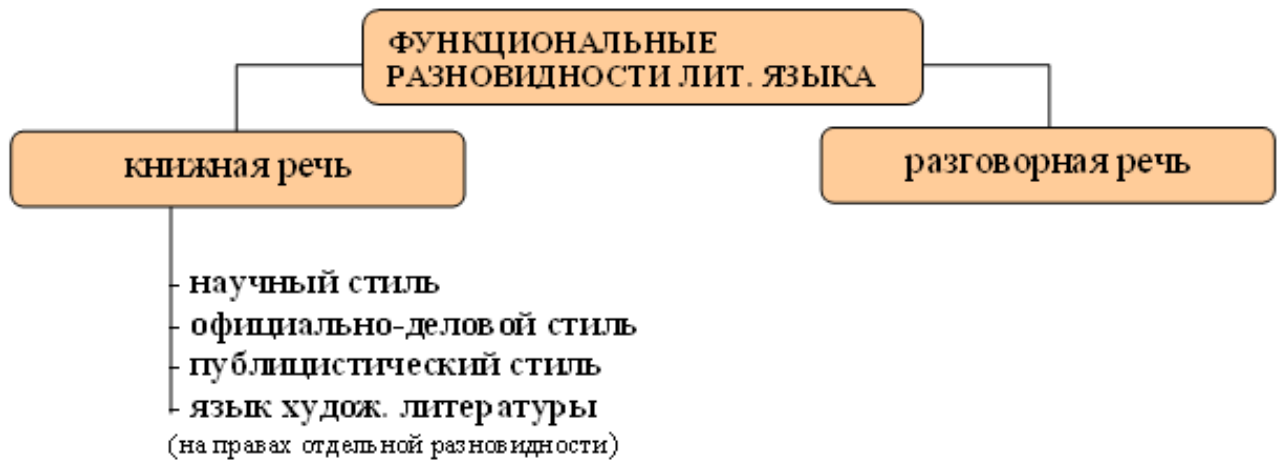 ФУНКЦИОНАЛЬНЫЕ
РАЗНОВИДНОСТИ ЛИТ. ЯЗЫКА
книжная речь
разговорная речь
- научный стиль
- официально-деловой стиль
- публицистический стиль
- язык худож. литературы
(на правах отдельной разновидности)